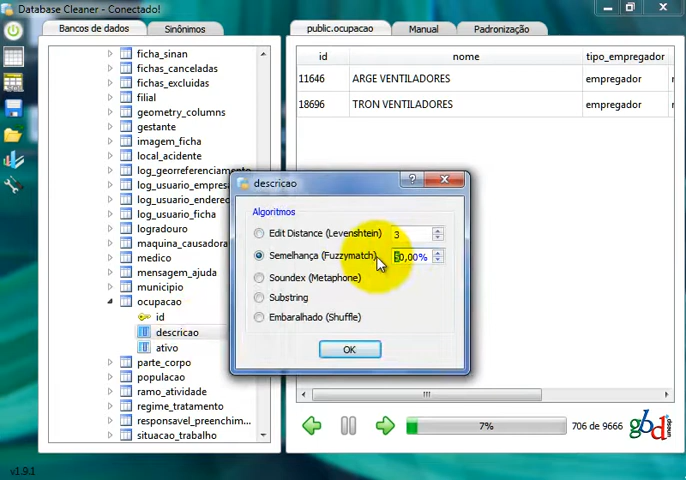 Database Cleaner - Conectado!
Bancos de dados
Sinônimos
ficha_sinan
fichas_canceladas
fichas_excluidas
filial
geometry_columns
gestante
imagem_ficha
local_acidente
log_georreferenciamento
log_usuario_empres
log_usuario_endere
log_usuario_ficha
logradouro
maquina_causadora
medico
mensagem_ajuda
municipio
ocupacao
id
descricao
ativo
parte_corpo
populacao
ramo_atividade
regime_tratamento
responsavel_preenchim...
situacao_trabalho
public.ocupacao
Manual
Padronização
id nome tipo_empregador
11646 ARGE VENTILADORES empregador
18696 TRON VENTILADORES empregador
descricao
Algoritmos
Edit Distance (Levenshtein) 3
Semelhança (Fuzzymatch) 0,00%
Soundex (Metaphone)
Substring
Embaralhado (Shuffle)
OK
7%
706 de 9666
gbd
unesp
v1.9.1